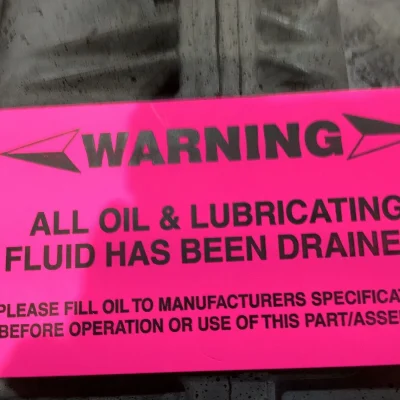 WARNING
ALL OIL & LUBRICATING
FLUID HAS BEEN DRAINE
PLEASE FILL OIL TO MANUFACTURERS SPECIFICA
BEFORE OPERATION OR USE OF THIS PART/ASSE